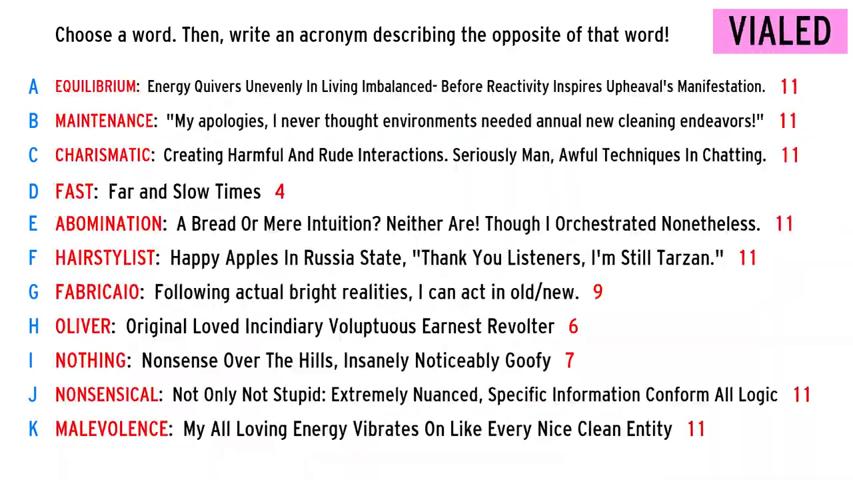 Choose a word. Then, write an acronym describing the opposite of that word!
VIALED
A EQUILIBRIUM: Energy Quivers Unevenly In Living Imbalanced- Before Reactivity Inspires Upheaval's Manifestation. 11
B MAINTENANCE: "My apologies, I never thought environments needed annual new cleaning endeavors!" 11
C CHARISMATIC: Creating Harmful And Rude Interactions. Seriously Man, Awful Techniques In Chatting. 11
D FAST: Far and Slow Times 4
E ABOMINATION: A Bread Or Mere Intuition? Neither Are! Though I Orchestrated Nonetheless. 11
F HAIRSTYLIST: Happy Apples In Russia State, "Thank You Listeners, I'm Still Tarzan." 11
G FABRICAIO: Following actual bright realities, I can act in old/new. 9
H OLIVER: Original Loved Incindiary Voluptuous Earnest Revolter 6
I NOTHING: Nonsense Over The Hills, Insanely Noticeably Goofy 7
J NONSENSICAL: Not Only Not Stupid: Extremely Nuanced, Specific Information Conform All Logic 11
K MALEVOLENCE: My All Loving Energy Vibrates On Like Every Nice Clean Entity 11